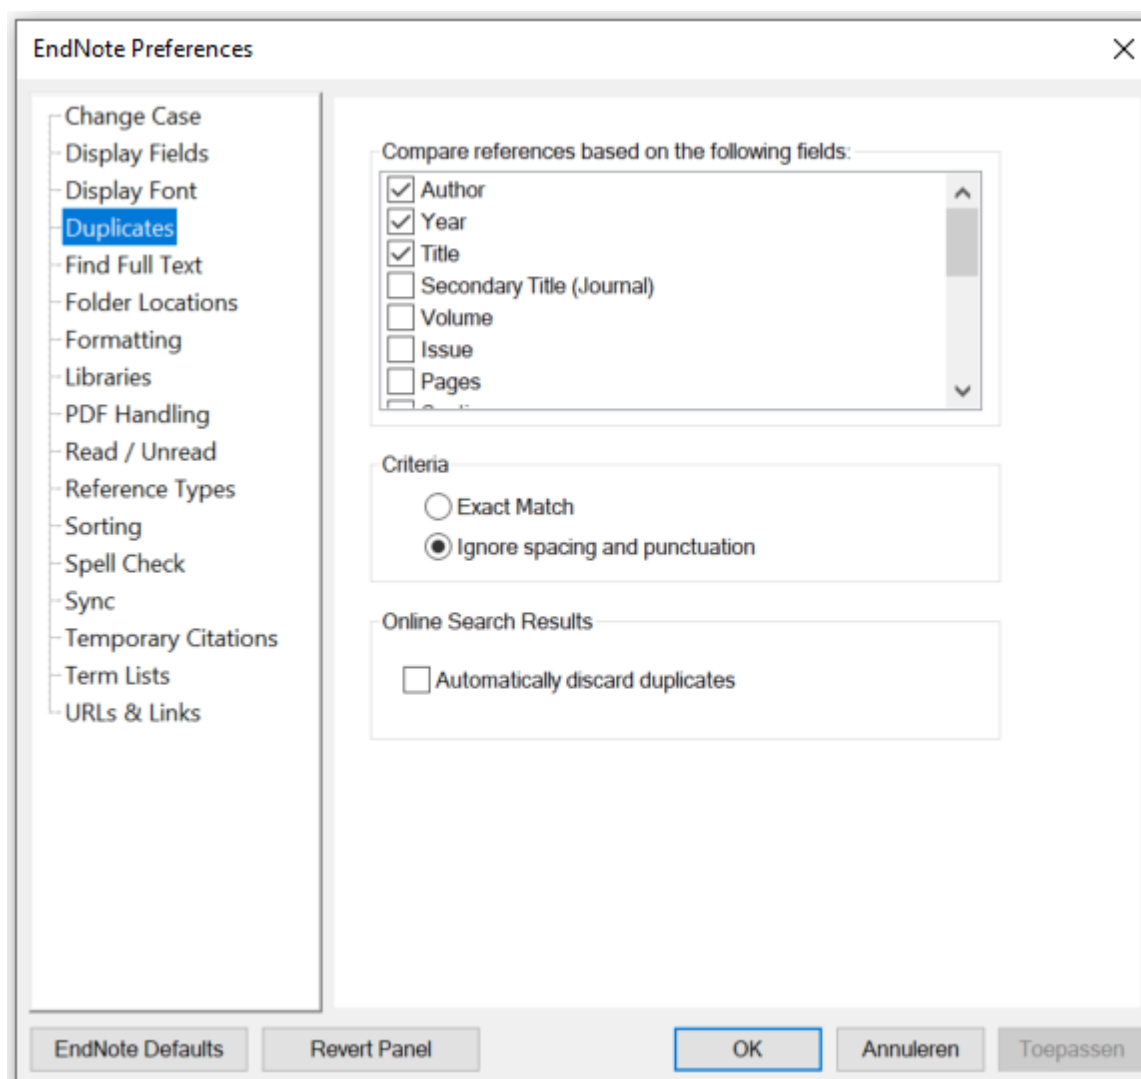 EndNote Preferences
Change Case
Display Fields
Display Font
Duplicates
Find Full Text
Folder Locations
Formatting
Libraries
PDF Handling
Read / Unread
Reference Types
Sorting
Spell Check
Sync
Temporary Citations
Term Lists
URLs & Links
Compare references based on the following fields:
Author
Year
Title
Secondary Title (Journal)
Volume
Issue
Pages
Criteria
Exact Match
Ignore spacing and punctuation
Online Search Results
Automatically discard duplicates
EndNote Defaults
Revert Panel
OK
Annuleren
Toepassen